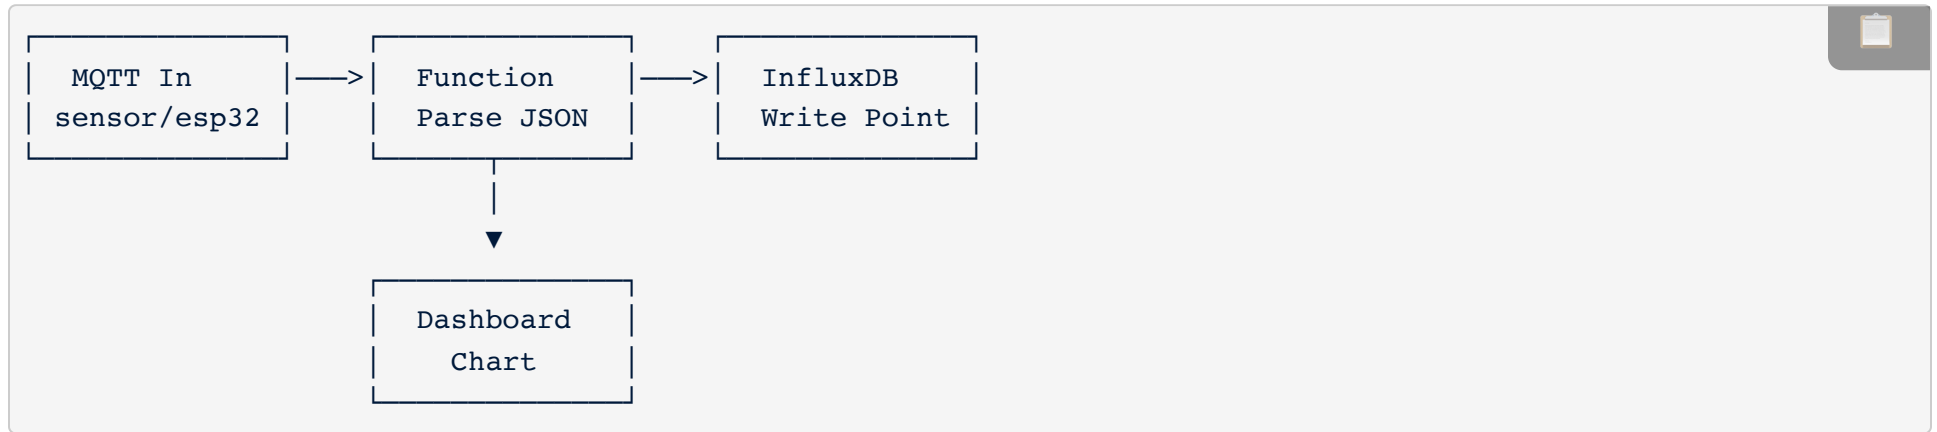 MQTT In
sensor/esp32
Function
Parse JSON
InfluxDB
Write Point
Dashboard
Chart